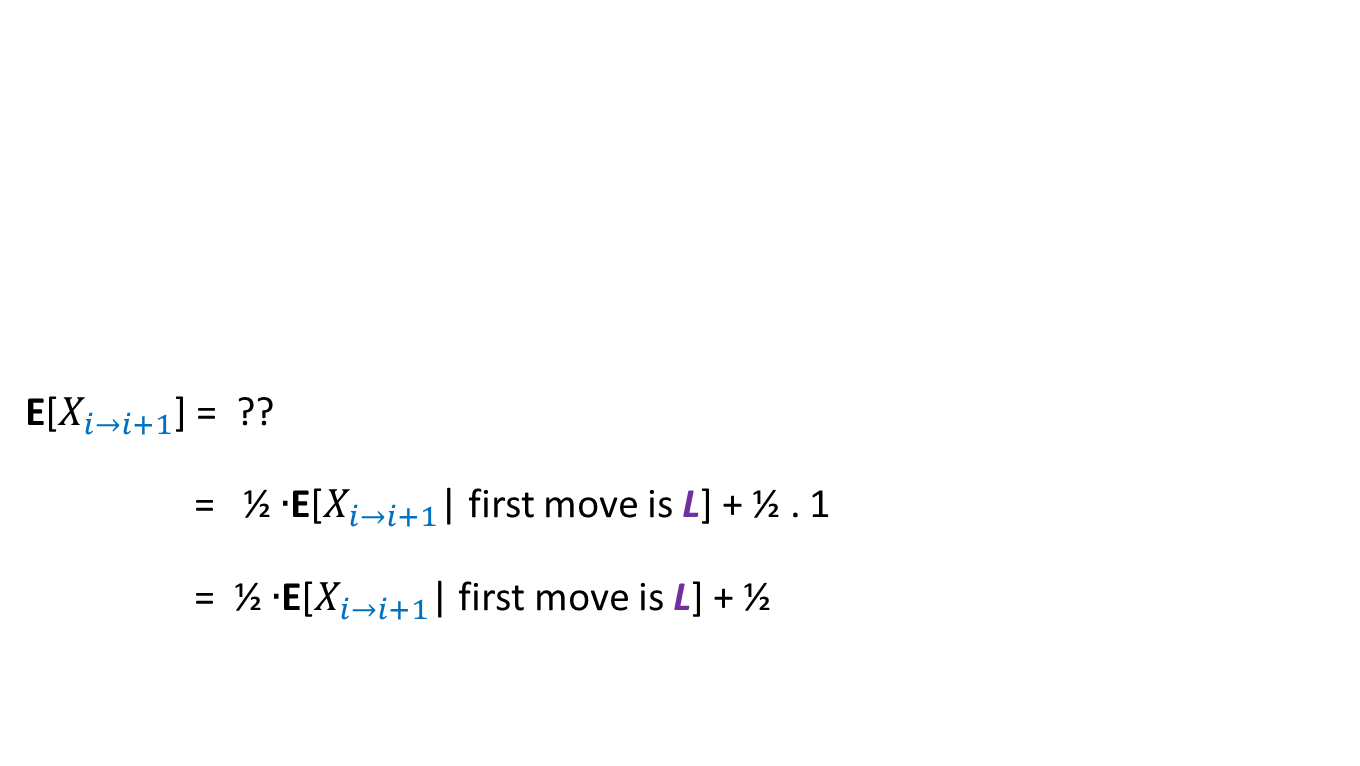 E[X_{i→i+1}] = ??
= ½ ·E[X_{i→i+1}| first move is L] + ½ . 1
= ½ ·E[X_{i→i+1}| first move is L] + ½